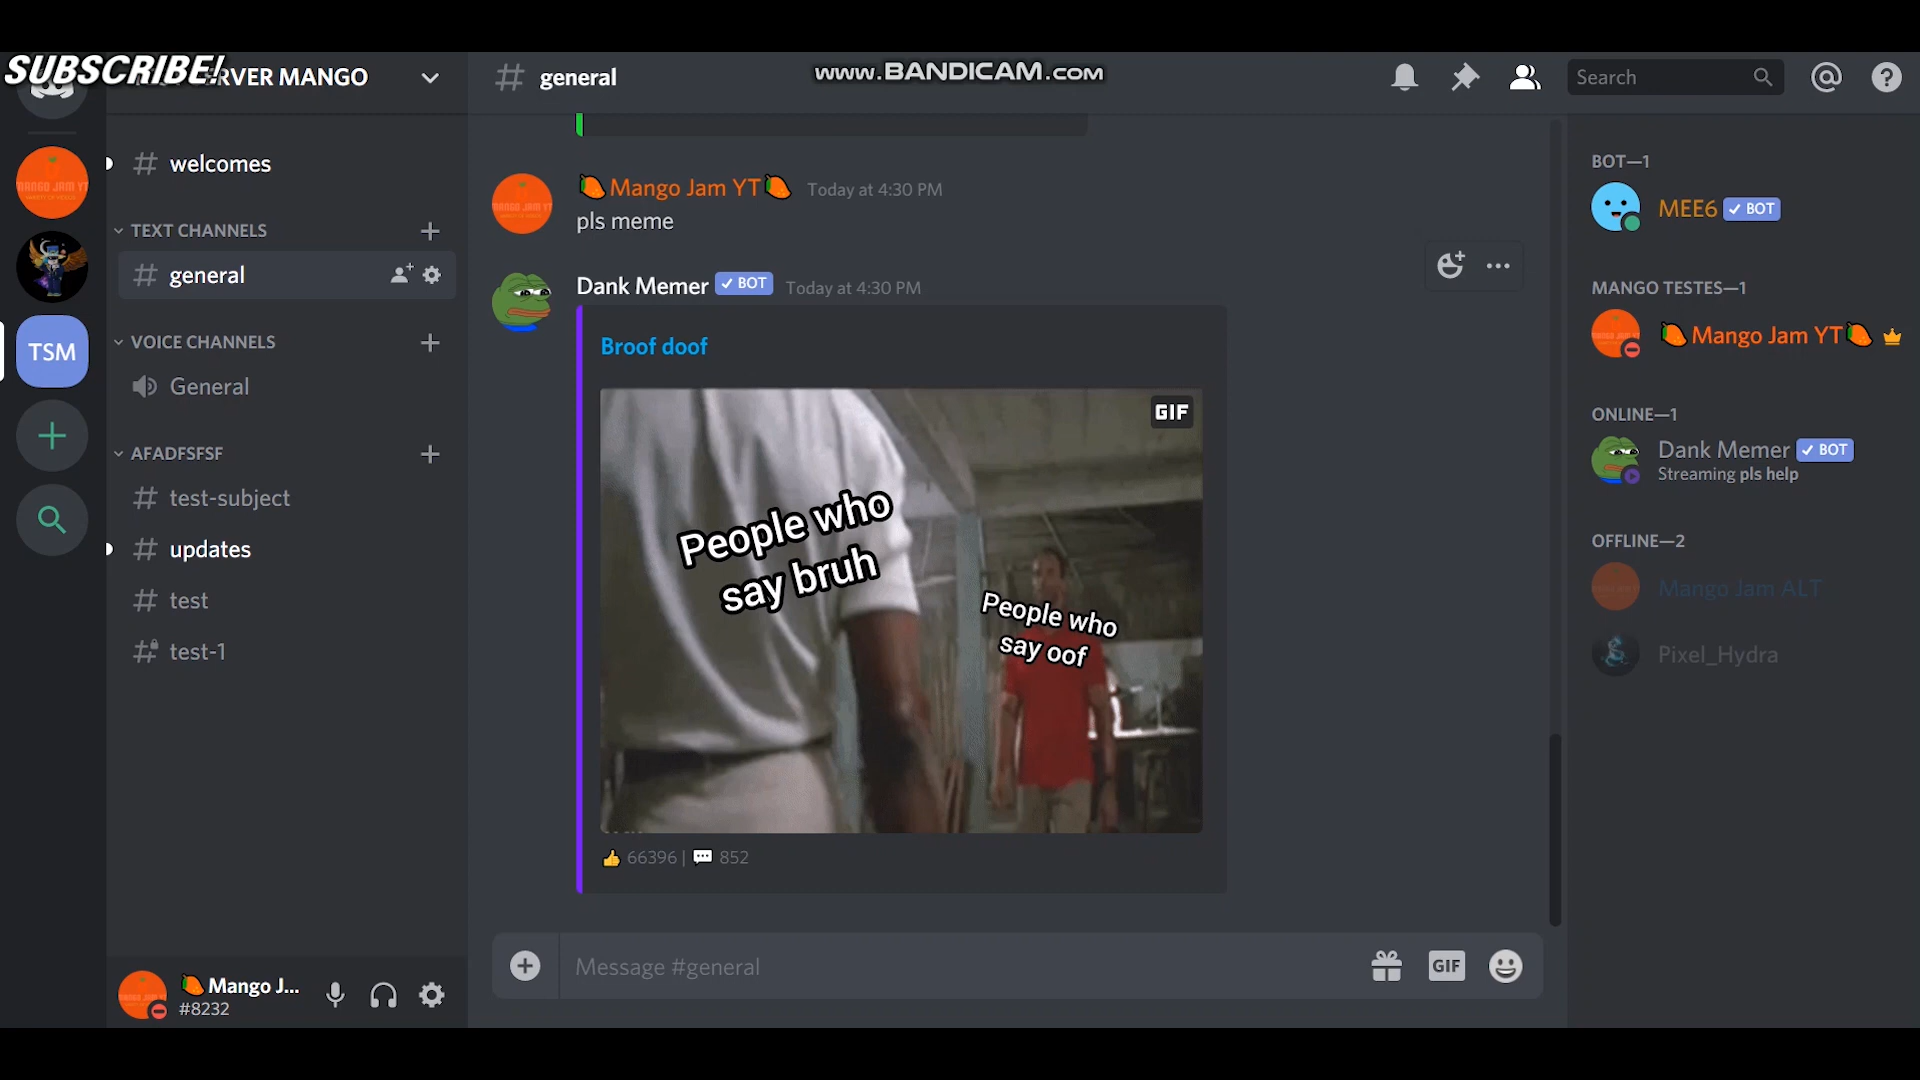 SUBSCRIBE!
RVER MANGO
general
www.BANDICAM.com
Search
welcomes
TEXT CHANNELS
general
VOICE CHANNELS
General
AFADFSFSF
test-subject
updates
test
test-1
TSM
Mango J...
#8232
Mango Jam YT Today at 4:30 PM
pls meme
Dank Memer BOT Today at 4:30 PM
Broof doof
GIF
People who
say bruh
People who
say oof
66396 | 852
Message #general
GIF
BOT—1
MEE6 BOT
MANGO TESTES—1
Mango Jam YT
ONLINE—1
Dank Memer BOT
Streaming pls help
OFFLINE—2
Mango Jam ALT
Pixel_Hydra